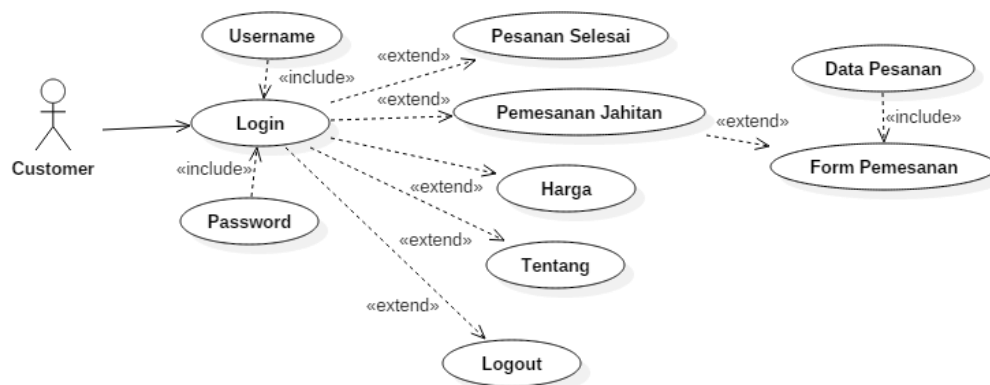 Username
Pesanan Selesai
«extend»
Data Pesanan
«include»
«extend»
Pemesanan Jahitan
Login
«extend»
«include»
Customer
«include»
Form Pemesanan
«extend»
Harga
Password
«extend»
Tentang
«extend»
Logout